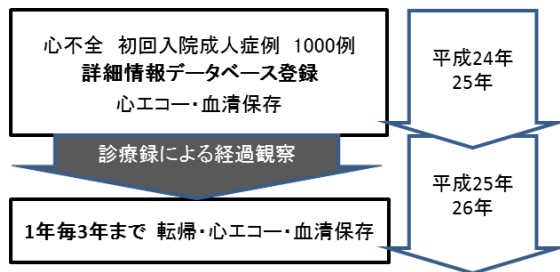 心不全 初回入院成人症例 1000例
詳細情報データベース登録
心エコー・血清保存
平成24年
25年
診療録による経過観察
平成25年
26年
1年毎3年まで 転帰・心エコー・血清保存